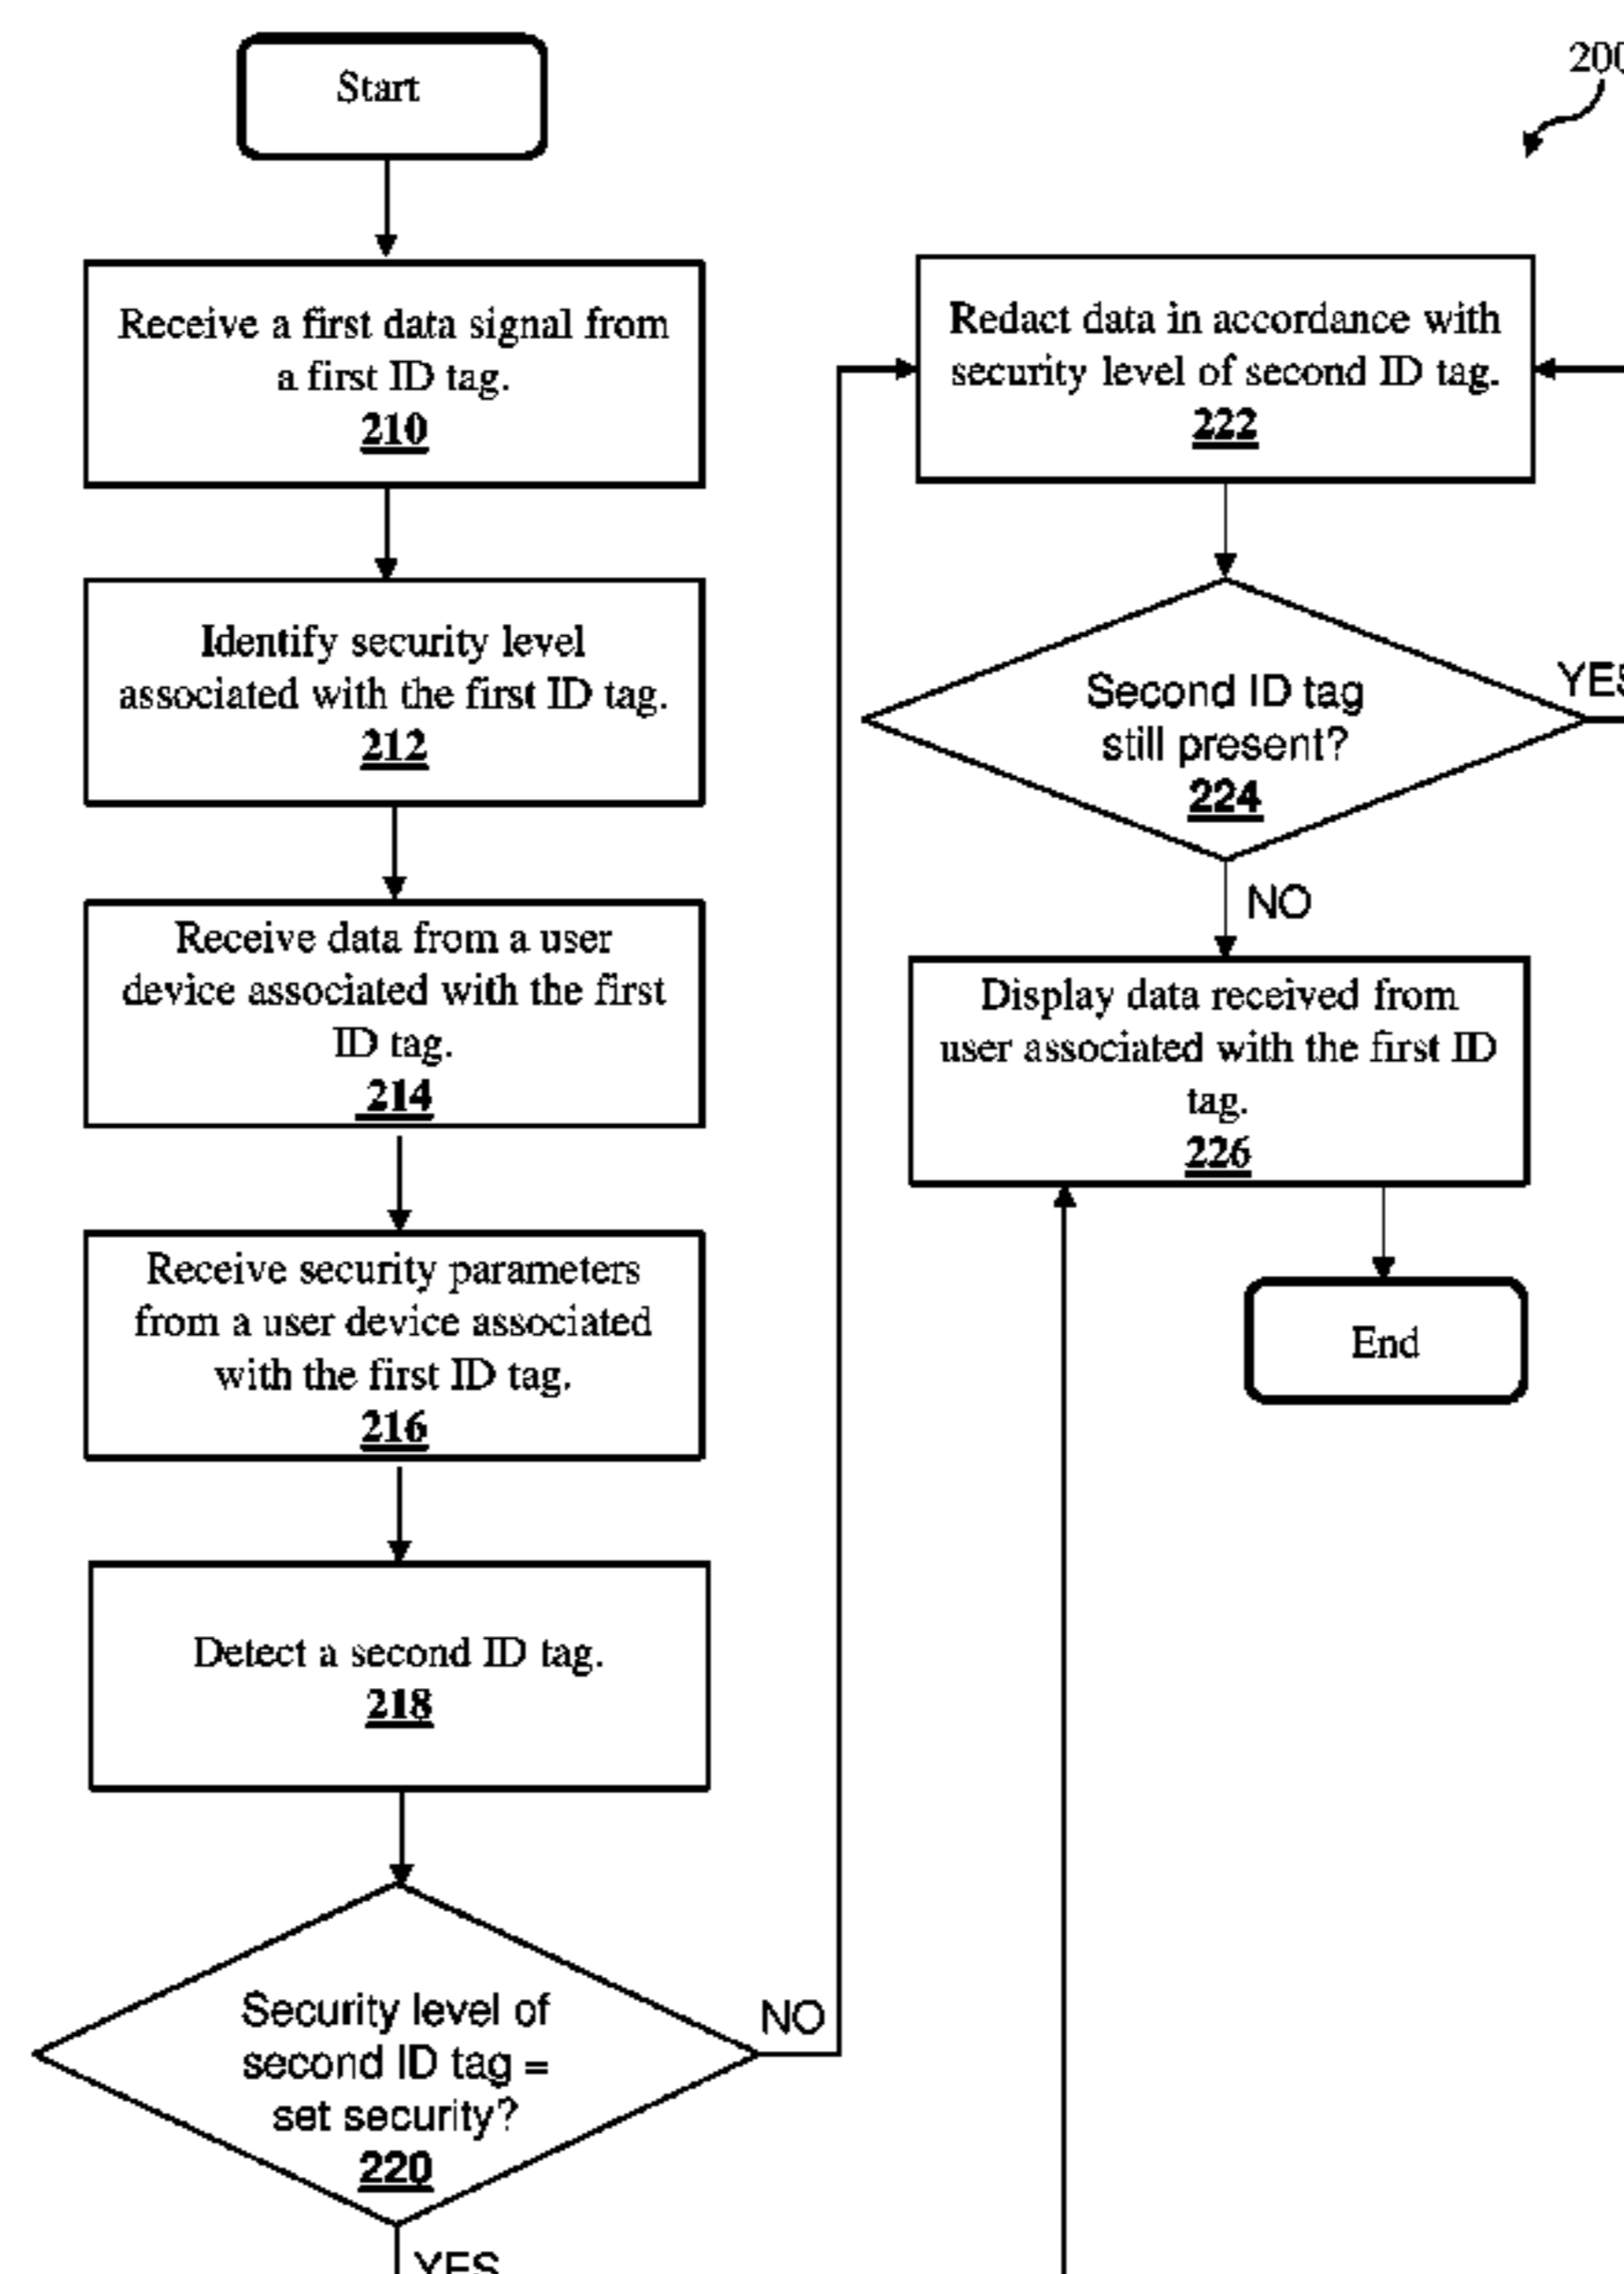 Start
Receive a first data signal from
a first ID tag.
210
Identify security level
associated with the first ID tag.
212
Receive data from a user
device associated with the first
ID tag.
214
Receive security parameters
from a user device associated
with the first ID tag.
216
Detect a second ID tag.
218
Security level of
second ID tag =
set security?
220
NO
YES
200
Redact data in accordance with
security level of second ID tag.
222
Second ID tag
still present?
224
YES
NO
Display data received from
user associated with the first ID
tag.
226
End